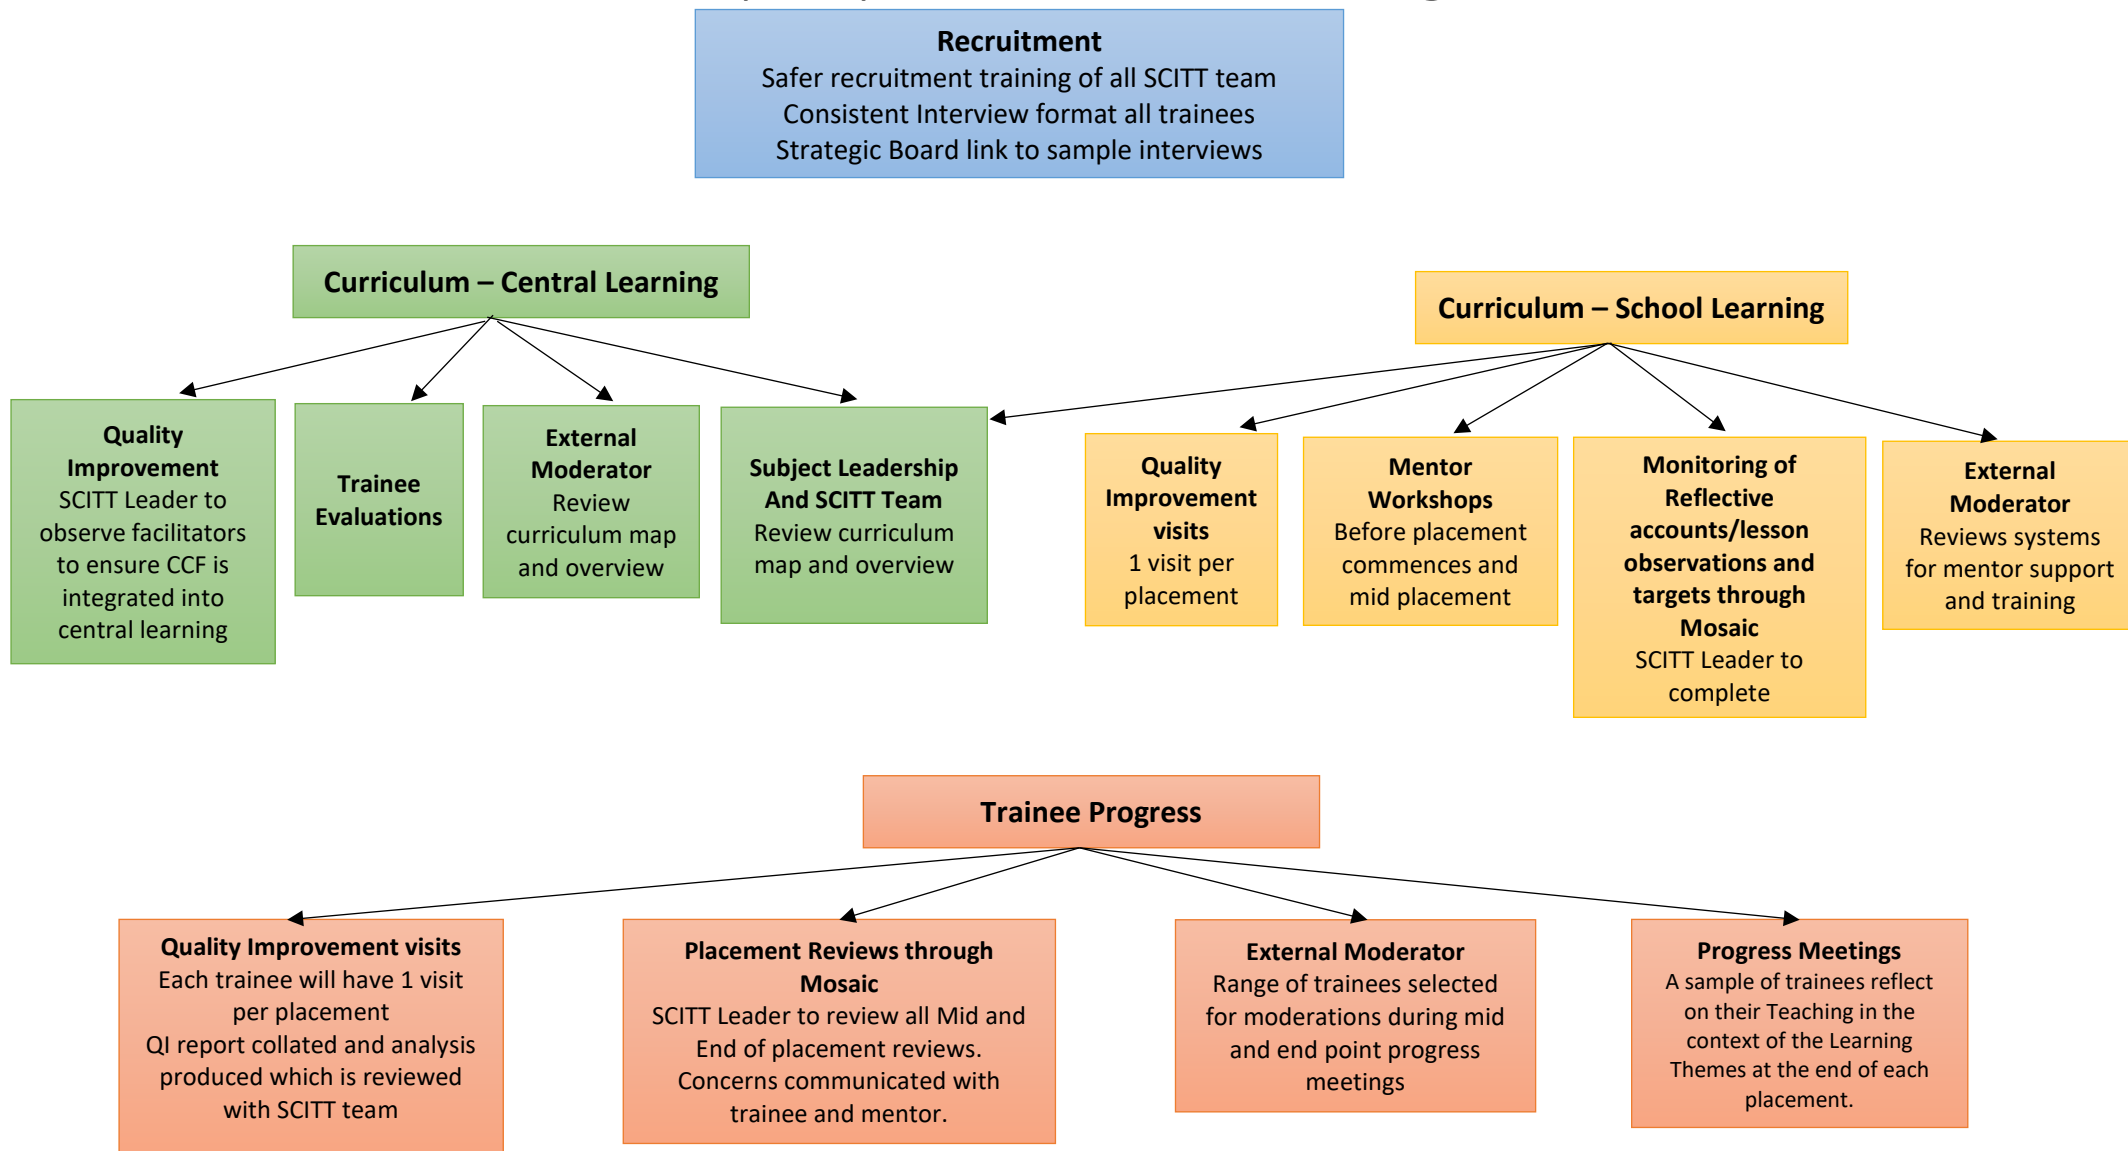 Recruitment
Safer recruitment training of all SCITT team
Consistent Interview format all trainees
Strategic Board link to sample interviews
Curriculum – Central Learning
Curriculum – School Learning
Quality
Improvement
SCITT Leader to
observe facilitators
to ensure CCF is
integrated into
central learning
Trainee
Evaluations
External
Moderator
Review
curriculum map
and overview
Subject Leadership
And SCITT Team
Review curriculum
map and overview
Quality
Improvement
visits
1 visit per
placement
Mentor
Workshops
Before placement
commences and
mid placement
Monitoring of
Reflective
accounts/lesson
observations and
targets through
Mosaic
SCITT Leader to
complete
External
Moderator
Reviews systems
for mentor support
and training
Trainee Progress
Quality Improvement visits
Each trainee will have 1 visit
per placement
QI report collated and analysis
produced which is reviewed
with SCITT team
Placement Reviews through
Mosaic
SCITT Leader to review all Mid and
End of placement reviews.
Concerns communicated with
trainee and mentor.
External Moderator
Range of trainees selected
for moderations during mid
and end point progress
meetings
Progress Meetings
A sample of trainees reflect
on their Teaching in the
context of the Learning
Themes at the end of each
placement.